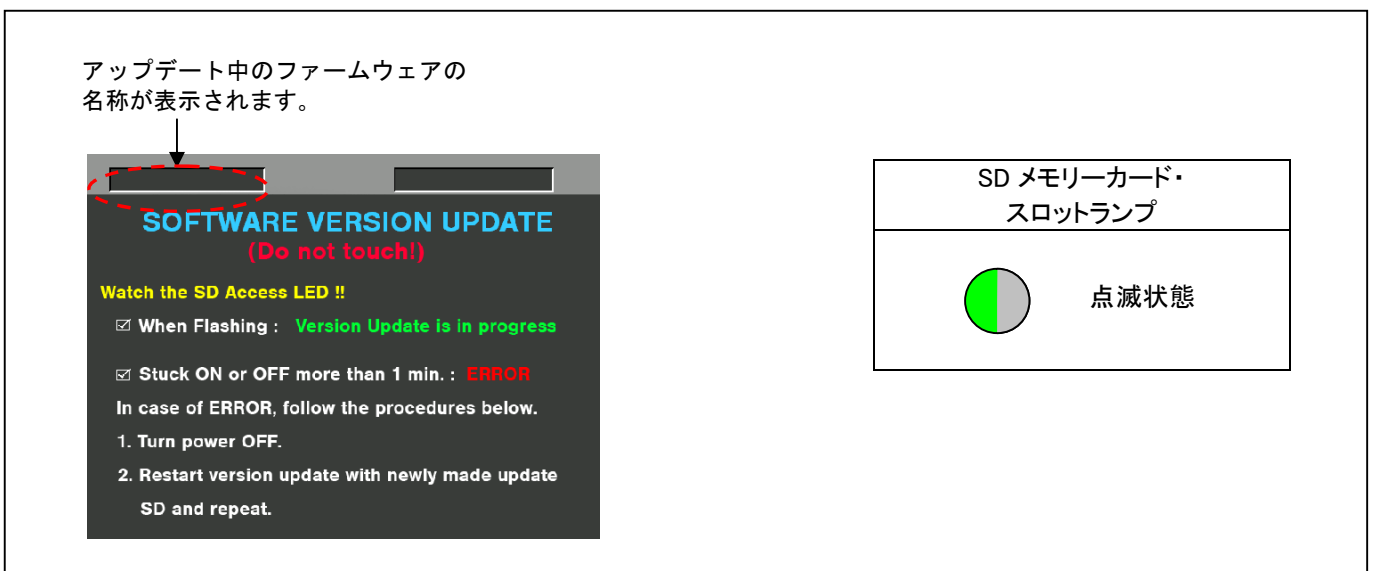 アップデート中のファームウェアの
名称が表示されます。
SOFTWARE VERSION UPDATE
(Do not touch!)
Watch the SD Access LED !!
☑ When Flashing : Version Update is in progress
☑ Stuck ON or OFF more than 1 min. : ERROR
In case of ERROR, follow the procedures below.
1. Turn power OFF.
2. Restart version update with newly made update
SD and repeat.
SD メモリーカード・
スロットランプ
点滅状態